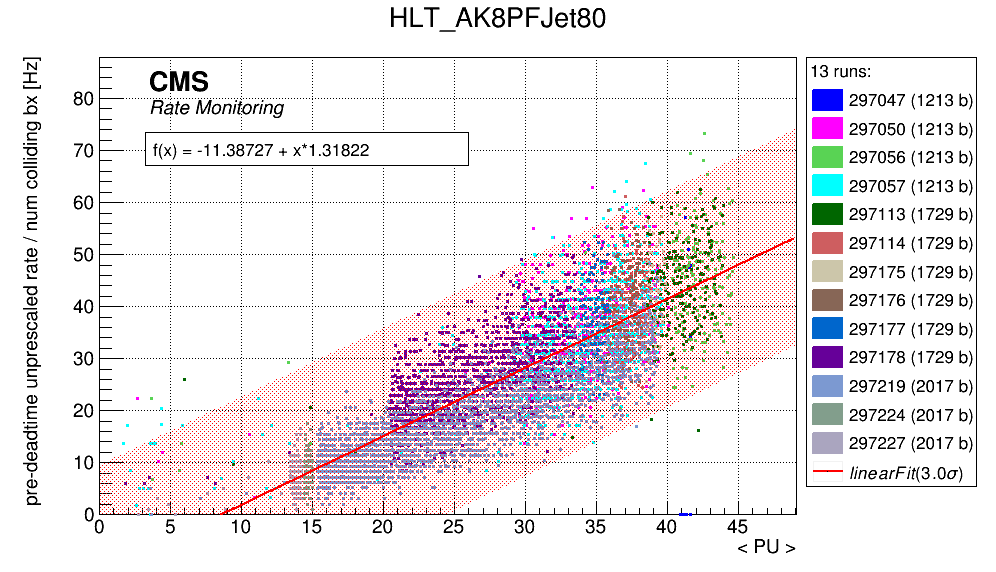 HLT_AK8PFJet80
pre-deadtime unprescaled rate / num colliding bx [Hz]
CMS
Rate Monitoring
f(x) = -11.38727 + x*1.31822
80
70
60
50
40
30
20
10
0
0 5 10 15 20 25 30 35 40 45
< PU >
13 runs:
297047 (1213 b)
297050 (1213 b)
297056 (1213 b)
297057 (1213 b)
297113 (1729 b)
297114 (1729 b)
297175 (1729 b)
297176 (1729 b)
297177 (1729 b)
297178 (1729 b)
297219 (2017 b)
297224 (2017 b)
297227 (2017 b)
linearFit(3.0σ)